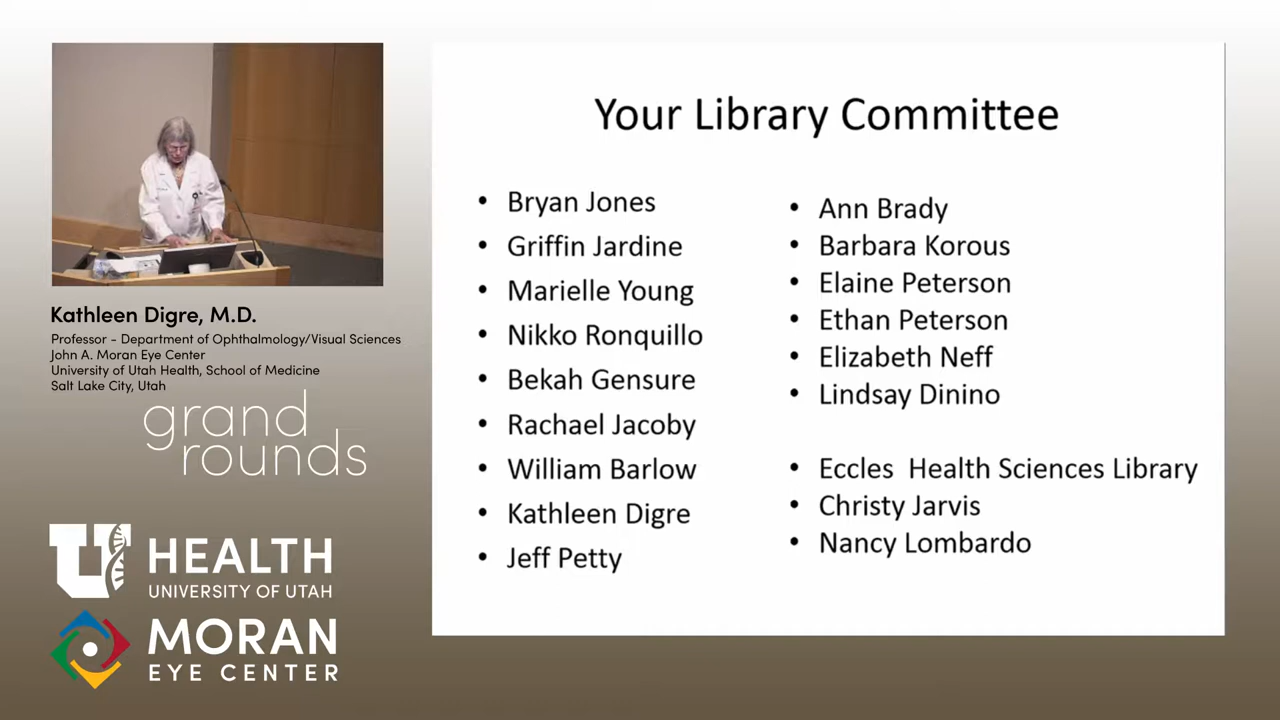 Your Library Committee
• Bryan Jones
• Griffin Jardine
• Marielle Young
• Nikko Ronquillo
• Bekah Gensure
• Rachael Jacoby
• William Barlow
• Kathleen Digre
• Jeff Petty
• Ann Brady
• Barbara Korous
• Elaine Peterson
• Ethan Peterson
• Elizabeth Neff
• Lindsay Dinino
• Eccles Health Sciences Library
• Christy Jarvis
• Nancy Lombardo
Kathleen Digre, M.D.
Professor - Department of Ophthalmology/Visual Sciences
John A. Moran Eye Center
University of Utah Health, School of Medicine
Salt Lake City, Utah
grand
rounds
U HEALTH
UNIVERSITY OF UTAH
MORAN
EYE CENTER